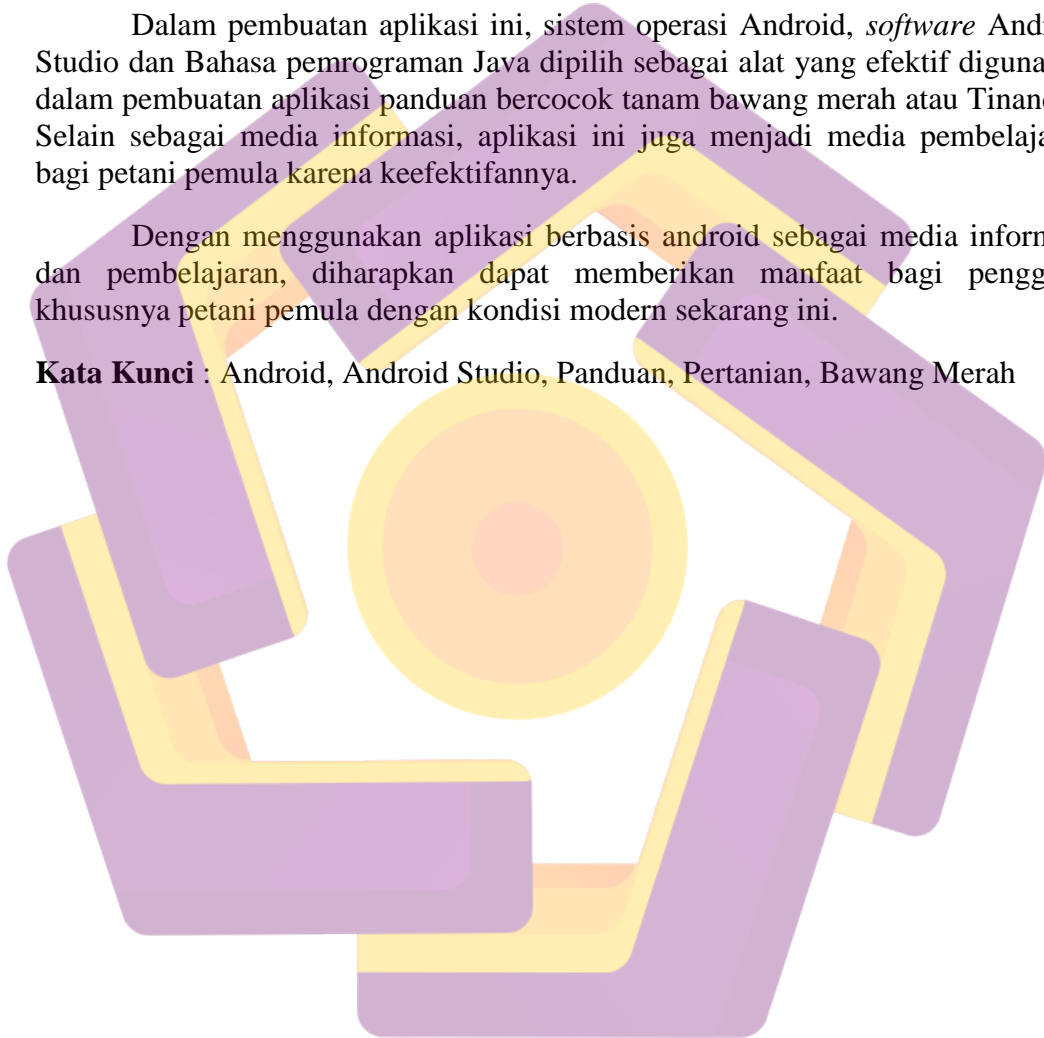 Dalam pembuatan aplikasi ini, sistem operasi Android, software Andr
Studio dan Bahasa pemrograman Java dipilih sebagai alat yang efektif diguna
dalam pembuatan aplikasi panduan bercocok tanam bawang merah atau Tinan
Selain sebagai media informasi, aplikasi ini juga menjadi media pembelaja
bagi petani pemula karena keefektifannya.
Dengan menggunakan aplikasi berbasis android sebagai media inform
dan pembelajaran, diharapkan dapat memberikan manfaat bagi pengg
khususnya petani pemula dengan kondisi modern sekarang ini.
Kata Kunci : Android, Android Studio, Panduan, Pertanian, Bawang Merah